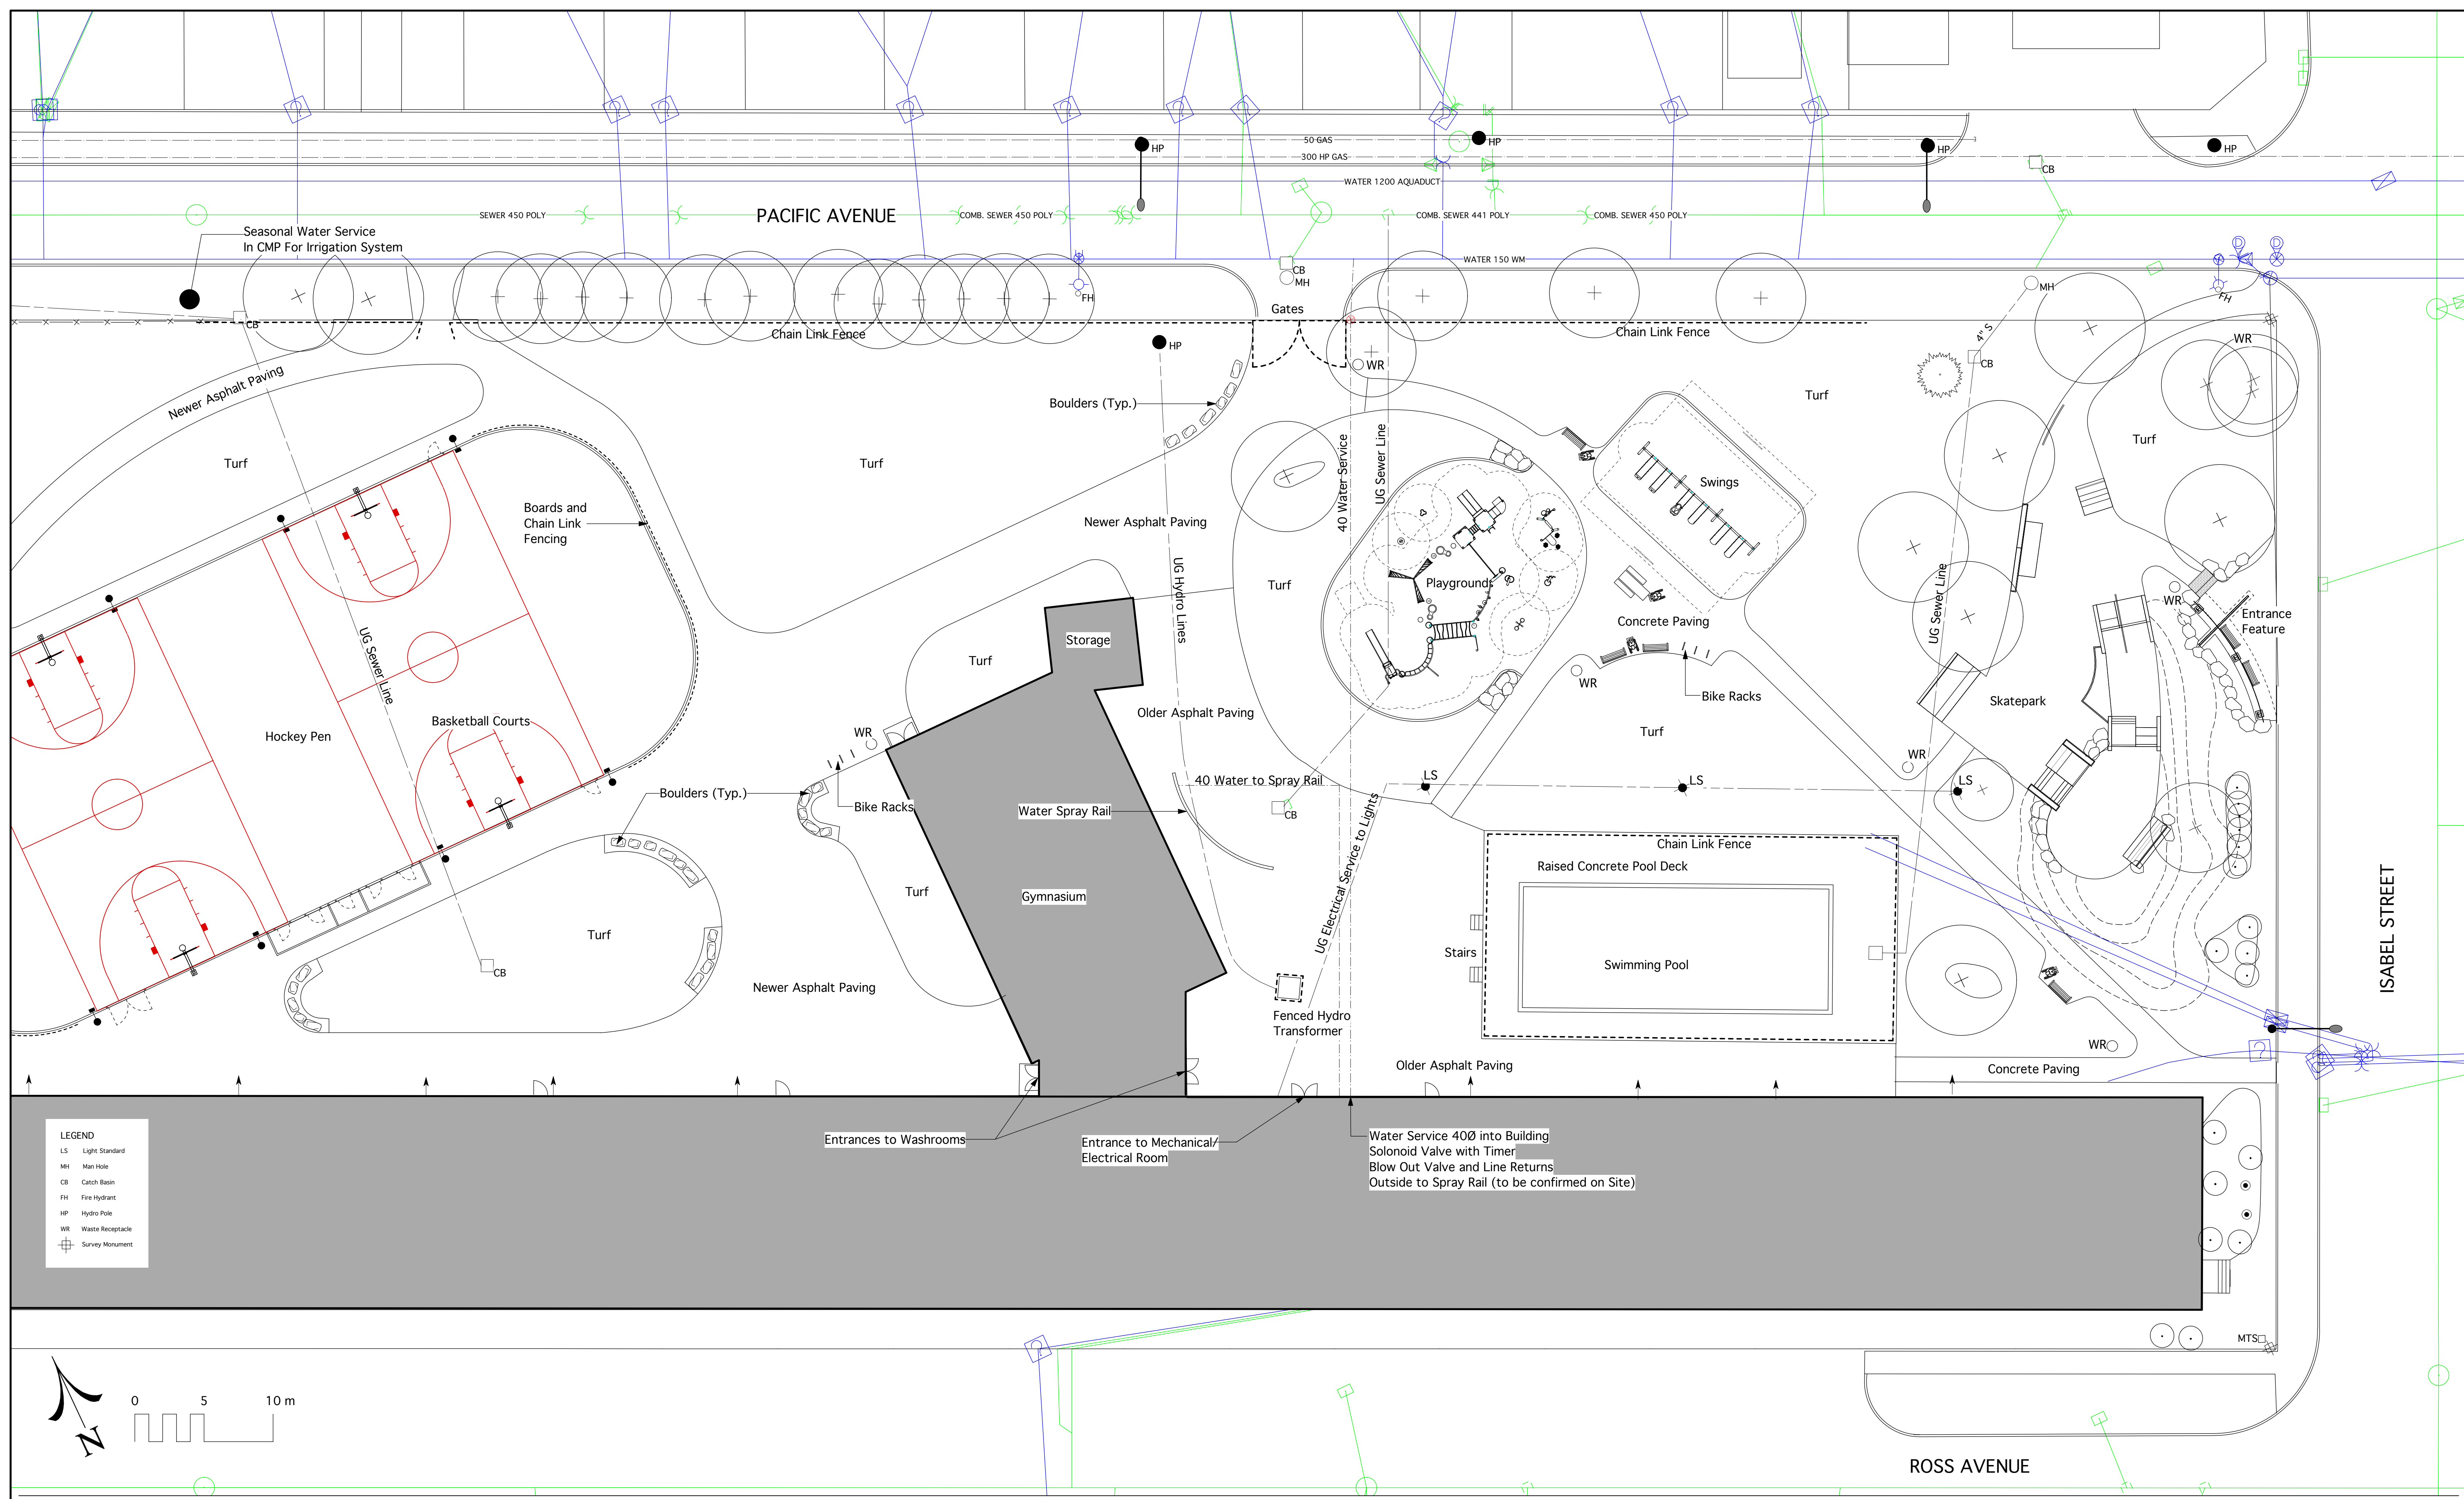 50 GAS
HP
HP
HP
HP
300 HP GAS
CB
WATER 1200 AQUADUCT
SEWER 450 POLY
PACIFIC AVENUE
COMB. SEWER 450 POLY
COMB. SEWER 441 POLY
COMB. SEWER 450 POLY
Seasonal Water Service
In CMP For Irrigation System
WATER 150 WM
D
D
CB
MH
FH
MH
FH
Gates
CB
Chain Link Fence
Chain Link Fence
HP
4" S
WR
WR
CB
Newer Asphalt Paving
Turf
Boulders (Typ.)
Turf
Turf
Turf
40 Water Service
UG Sewer Line
Swings
Boards and
Chain Link
Fencing
Newer Asphalt Paving
UG Hydro Lines
Turf
Playgrounds
UG Sewer Line
WR
Entrance
Feature
Concrete Paving
Storage
Turf
UG Sewer Line
WR
Bike Racks
Skatepark
Older Asphalt Paving
Basketball Courts
Hockey Pen
WR
Turf
WR
40 Water to Spray Rail
LS
LS
LS
Boulders (Typ.)
Bike Racks
Water Spray Rail
CB
UG Electrical Service to Lights
Chain Link Fence
Raised Concrete Pool Deck
Turf
Gymnasium
ISABEL STREET
Turf
Stairs
Swimming Pool
CB
Newer Asphalt Paving
Fenced Hydro
Transformer
WR
Older Asphalt Paving
Concrete Paving
Entrances to Washrooms
Entrance to Mechanical/
Electrical Room
Water Service 40Ø into Building
Solonoid Valve with Timer
Blow Out Valve and Line Returns
Outside to Spray Rail (to be confirmed on Site)
LEGEND
LS Light Standard
MH Man Hole
CB Catch Basin
FH Fire Hydrant
HP Hydro Pole
WR Waste Receptacle
Survey Monument
MTS
N
0 5 10 m
ROSS AVENUE